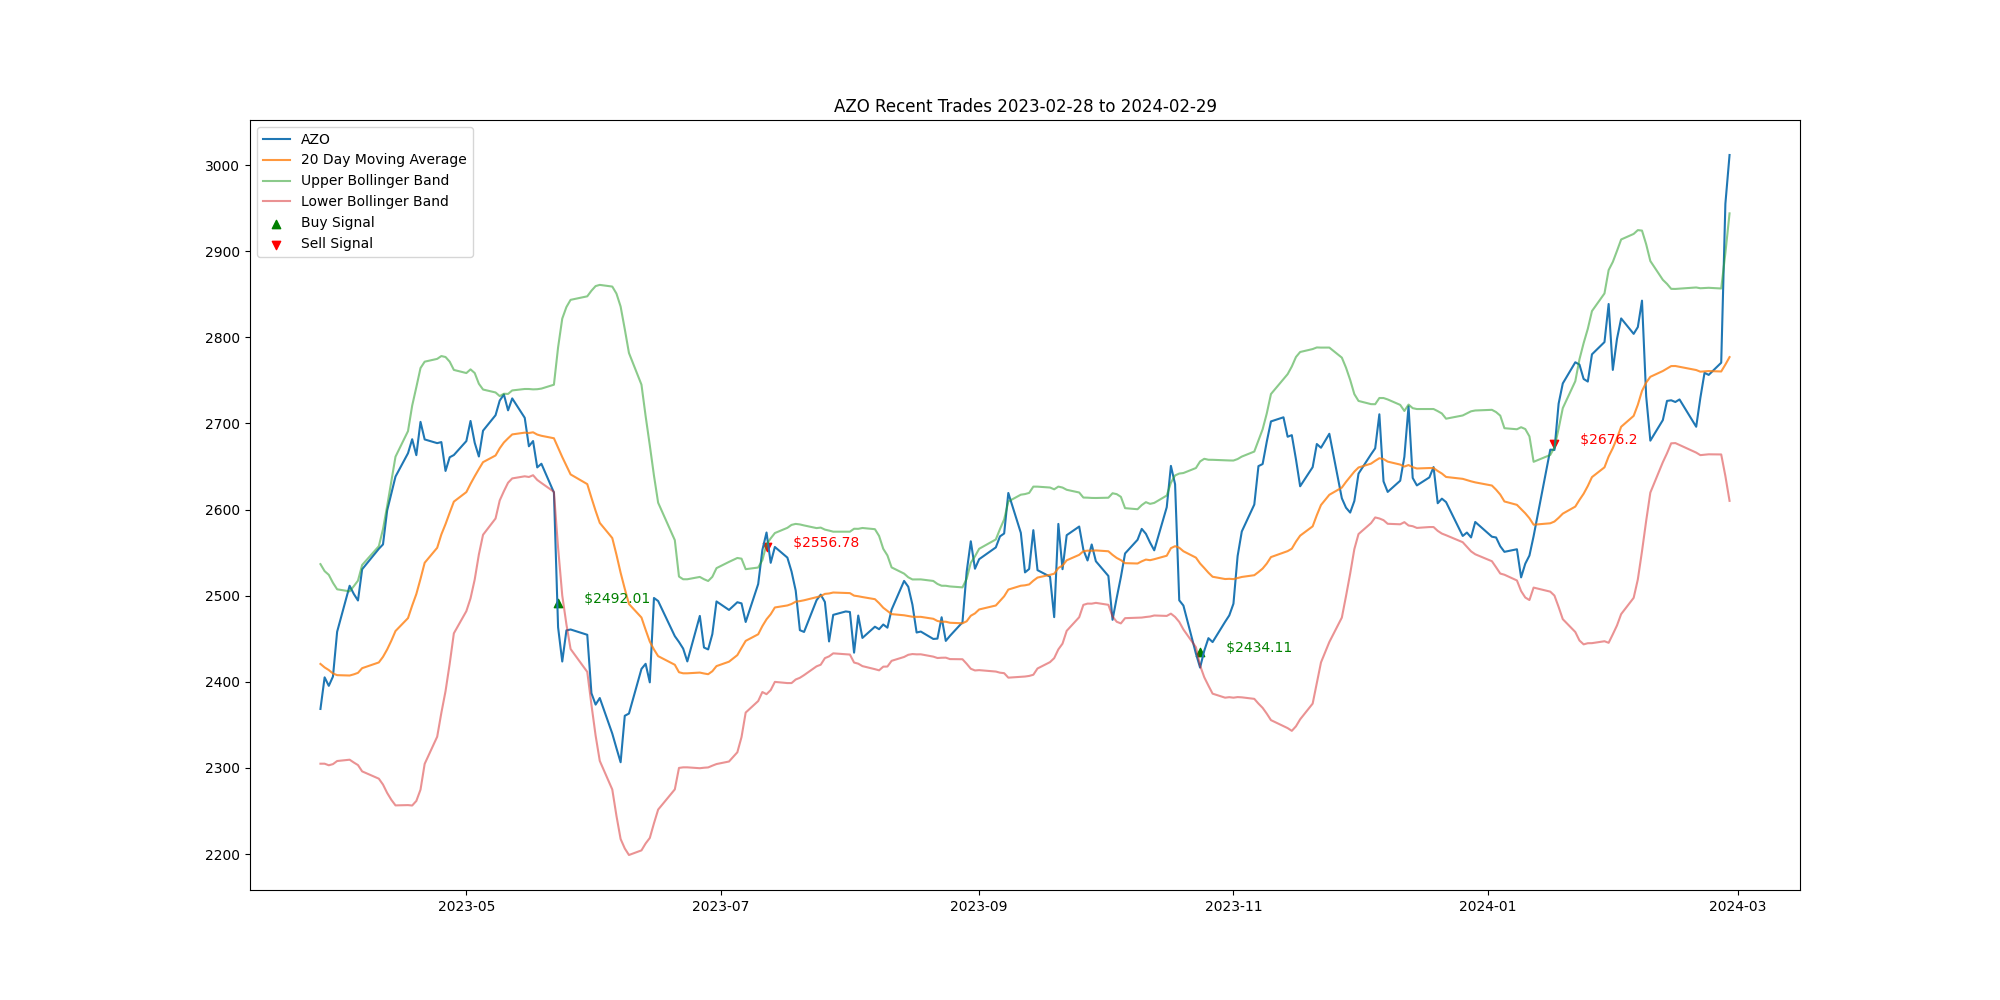 AZO Recent Trades 2023-02-28 to 2024-02-29
AZO
20 Day Moving Average
Upper Bollinger Band
Lower Bollinger Band
Buy Signal
Sell Signal
3000
2900
2800
2700
2600
2500
2400
2300
2200
$2492.01
$2556.78
$2434.11
$2676.2
2023-05
2023-07
2023-09
2023-11
2024-01
2024-03